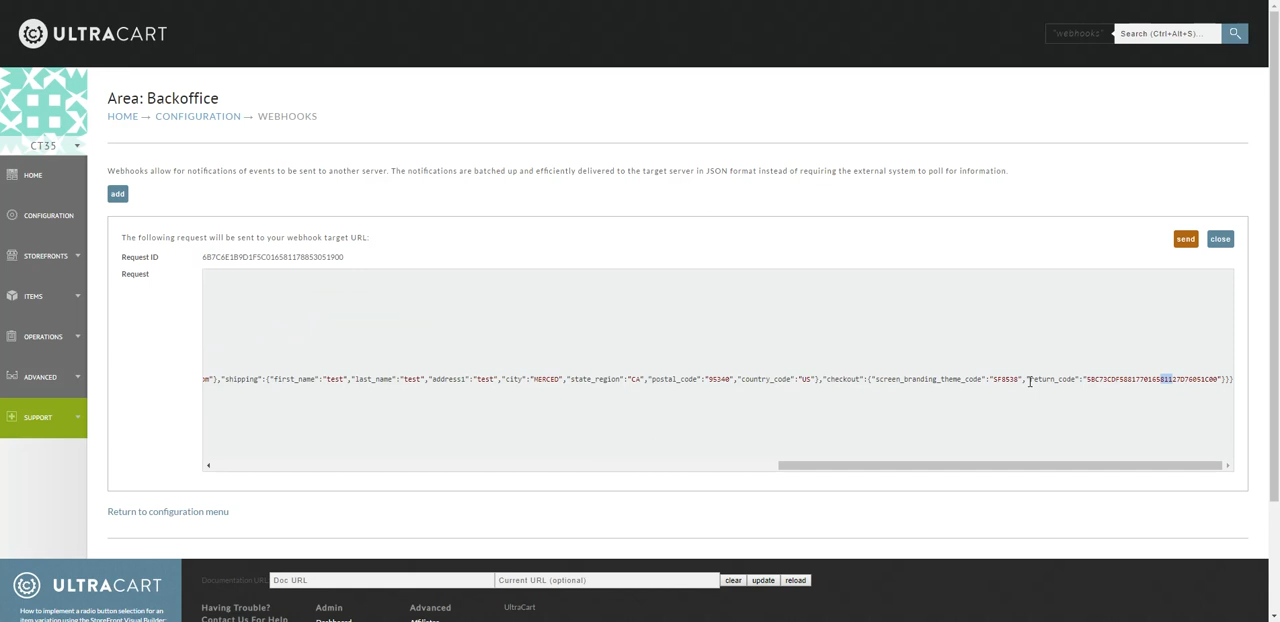 ULTRACART
"webhooks"
Search (Ctrl+Alt+S)...
Area: Backoffice
HOME → CONFIGURATION → WEBHOOKS
CT35
HOME
CONFIGURATION
STOREFRONTS
ITEMS
OPERATIONS
ADVANCED
SUPPORT
Webhooks allow for notifications of events to be sent to another server. The notifications are batched up and efficiently delivered to the target server in JSON format instead of requiring the external system to poll for information.
add
The following request will be sent to your webhook target URL:
send
close
Request ID 6B7C6E1B9D1F5C016581178853051900
Request
om"},"shipping":{"first_name":"test","last_name":"test","address1":"test","city":"MERCED","state_region":"CA","postal_code":"95340","country_code":"US"},"checkout":{"screen_branding_theme_code":"SF8538","return_code":"5BC73CDF588177016581127D76051C00"}}}
Return to configuration menu
ULTRACART
How to implement a radio button selection for an
item variation using the StoreFront Visual Builder:
Documentation URL
Doc URL
Current URL (optional)
clear
update
reload
Having Trouble?
Contact Us For Help
Admin
Dashboard
Advanced
Affiliates
UltraCart